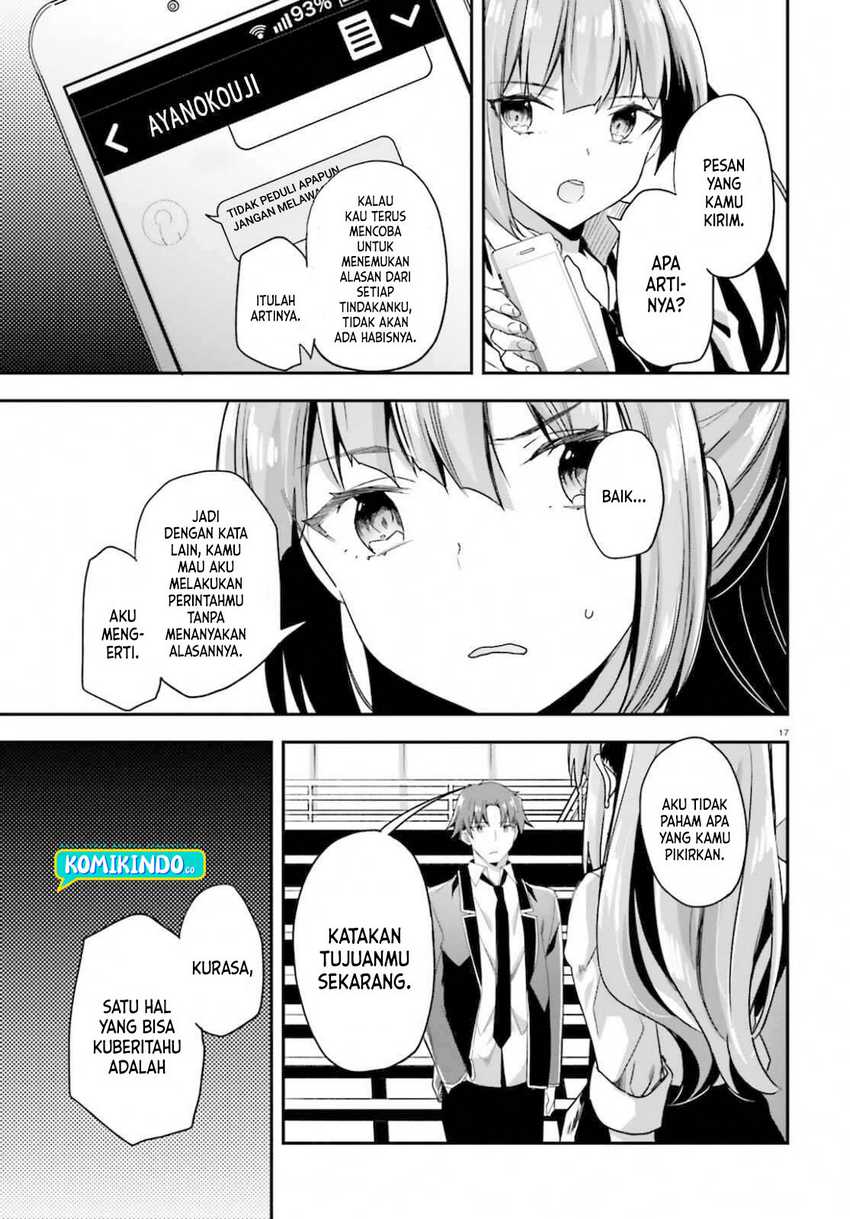 PESAN
YANG
KAMU
KIRIM.
APA
ARTI-
NYA?
93%
AYANOKOUJI
TIDAK PEDULI APAPUN
JANGAN
KALAU
KAU TERUS
MENCOBA
UNTUK
MENEMUKAN
ALASAN DARI
SETIAP
TINDAKANKU,
TIDAK AKAN
ADA HABISNYA.
ITULAH
ARTINYA.
BAIK...
JADI
DENGAN KATA
LAIN, KAMU
MAU AKU
MELAKUKAN
PERINTAHMU
TANPA
MENANYAKAN
ALASANNYA.
AKU
MENG-
ERTI.
17
AKU TIDAK
PAHAM APA
YANG KAMU
PIKIRKAN.
KATAKAN
TUJUANMU
SEKARANG.
KOMIKINDO.CO
KURASA,
SATU HAL
YANG BISA
KUBERITAHU
ADALAH